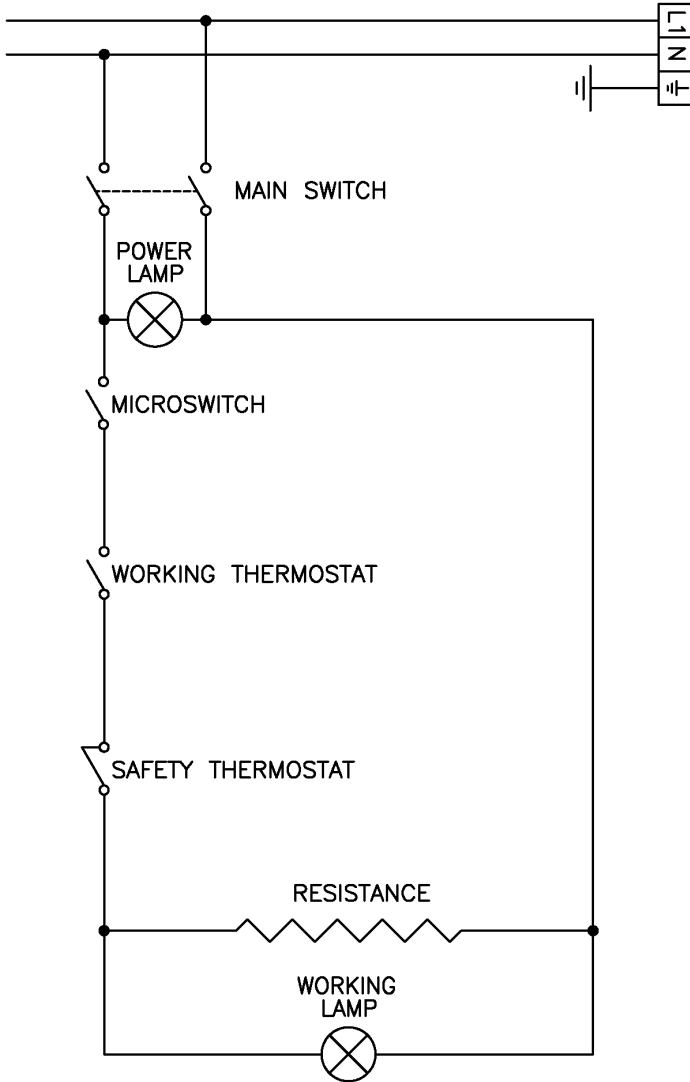 L1
N
MAIN SWITCH
POWER
LAMP
MICROSWITCH
WORKING THERMOSTAT
SAFETY THERMOSTAT
RESISTANCE
WORKING
LAMP